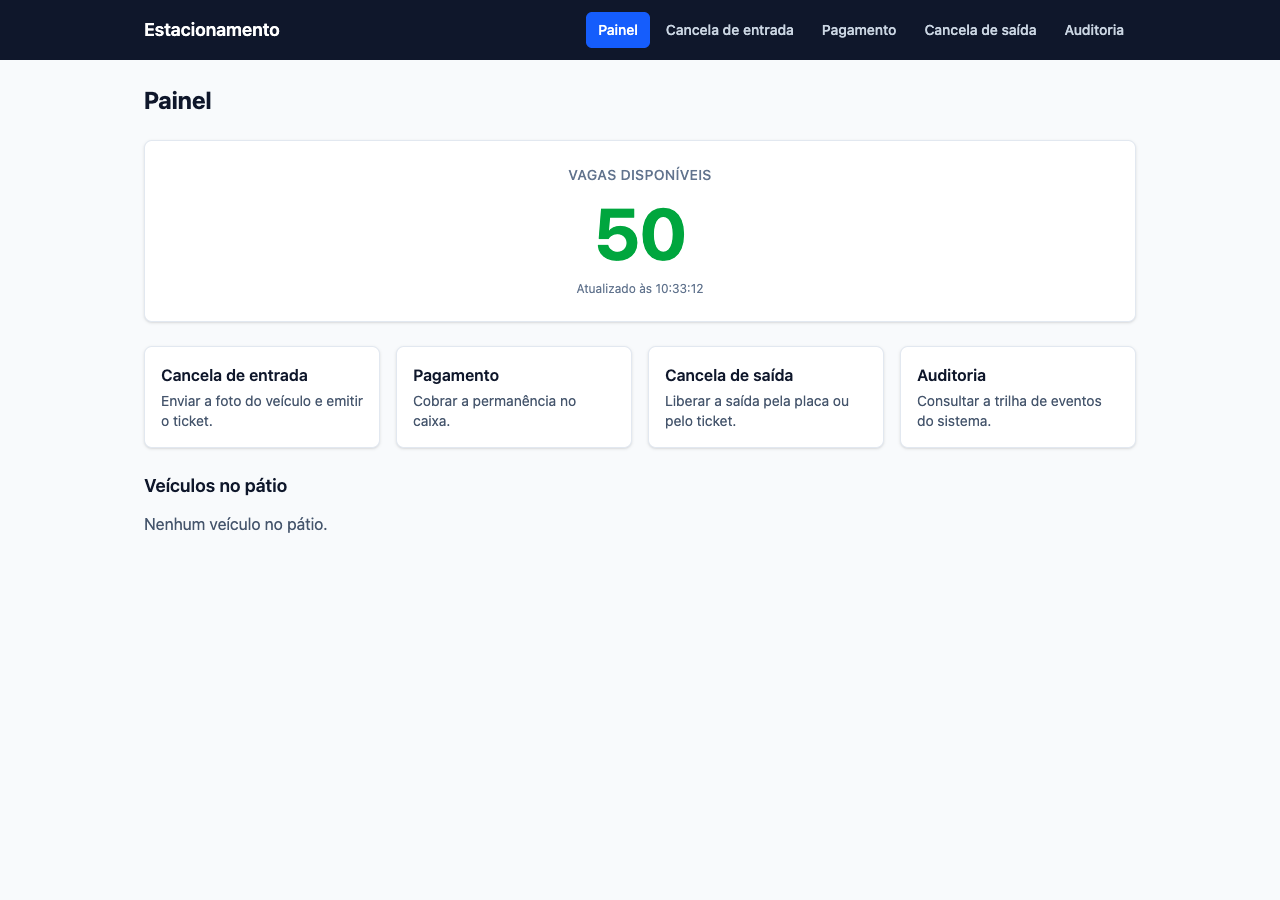 Estacionamento
Painel
Cancela de entrada
Pagamento
Cancela de saída
Auditoria
Painel
VAGAS DISPONÍVEIS
50
Atualizado às 10:33:12
Cancela de entrada
Enviar a foto do veículo e emitir
o ticket.
Pagamento
Cobrar a permanência no
caixa.
Cancela de saída
Liberar a saída pela placa ou
pelo ticket.
Auditoria
Consultar a trilha de eventos
do sistema.
Veículos no pátio
Nenhum veículo no pátio.